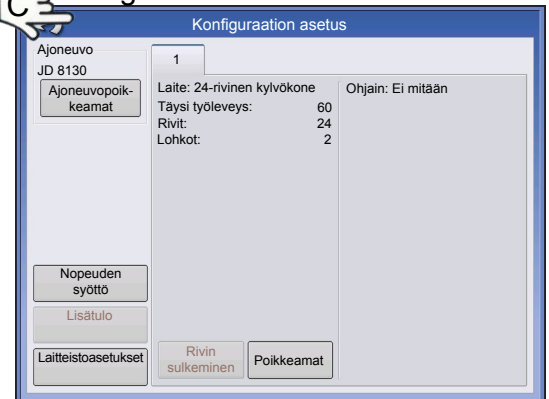 C
Konfiguraation asetus
Ajoneuvo
JD 8130
Ajoneuvopoik-
keamat
1
Laite: 24-rivinen kylvökone
Täysi työleveys: 60
Rivit: 24
Lohkot: 2
Ohjain: Ei mitään
Nopeuden
syöttö
Lisätulo
Laitteistoasetukset
Rivin
sulkeminen
Poikkeamat